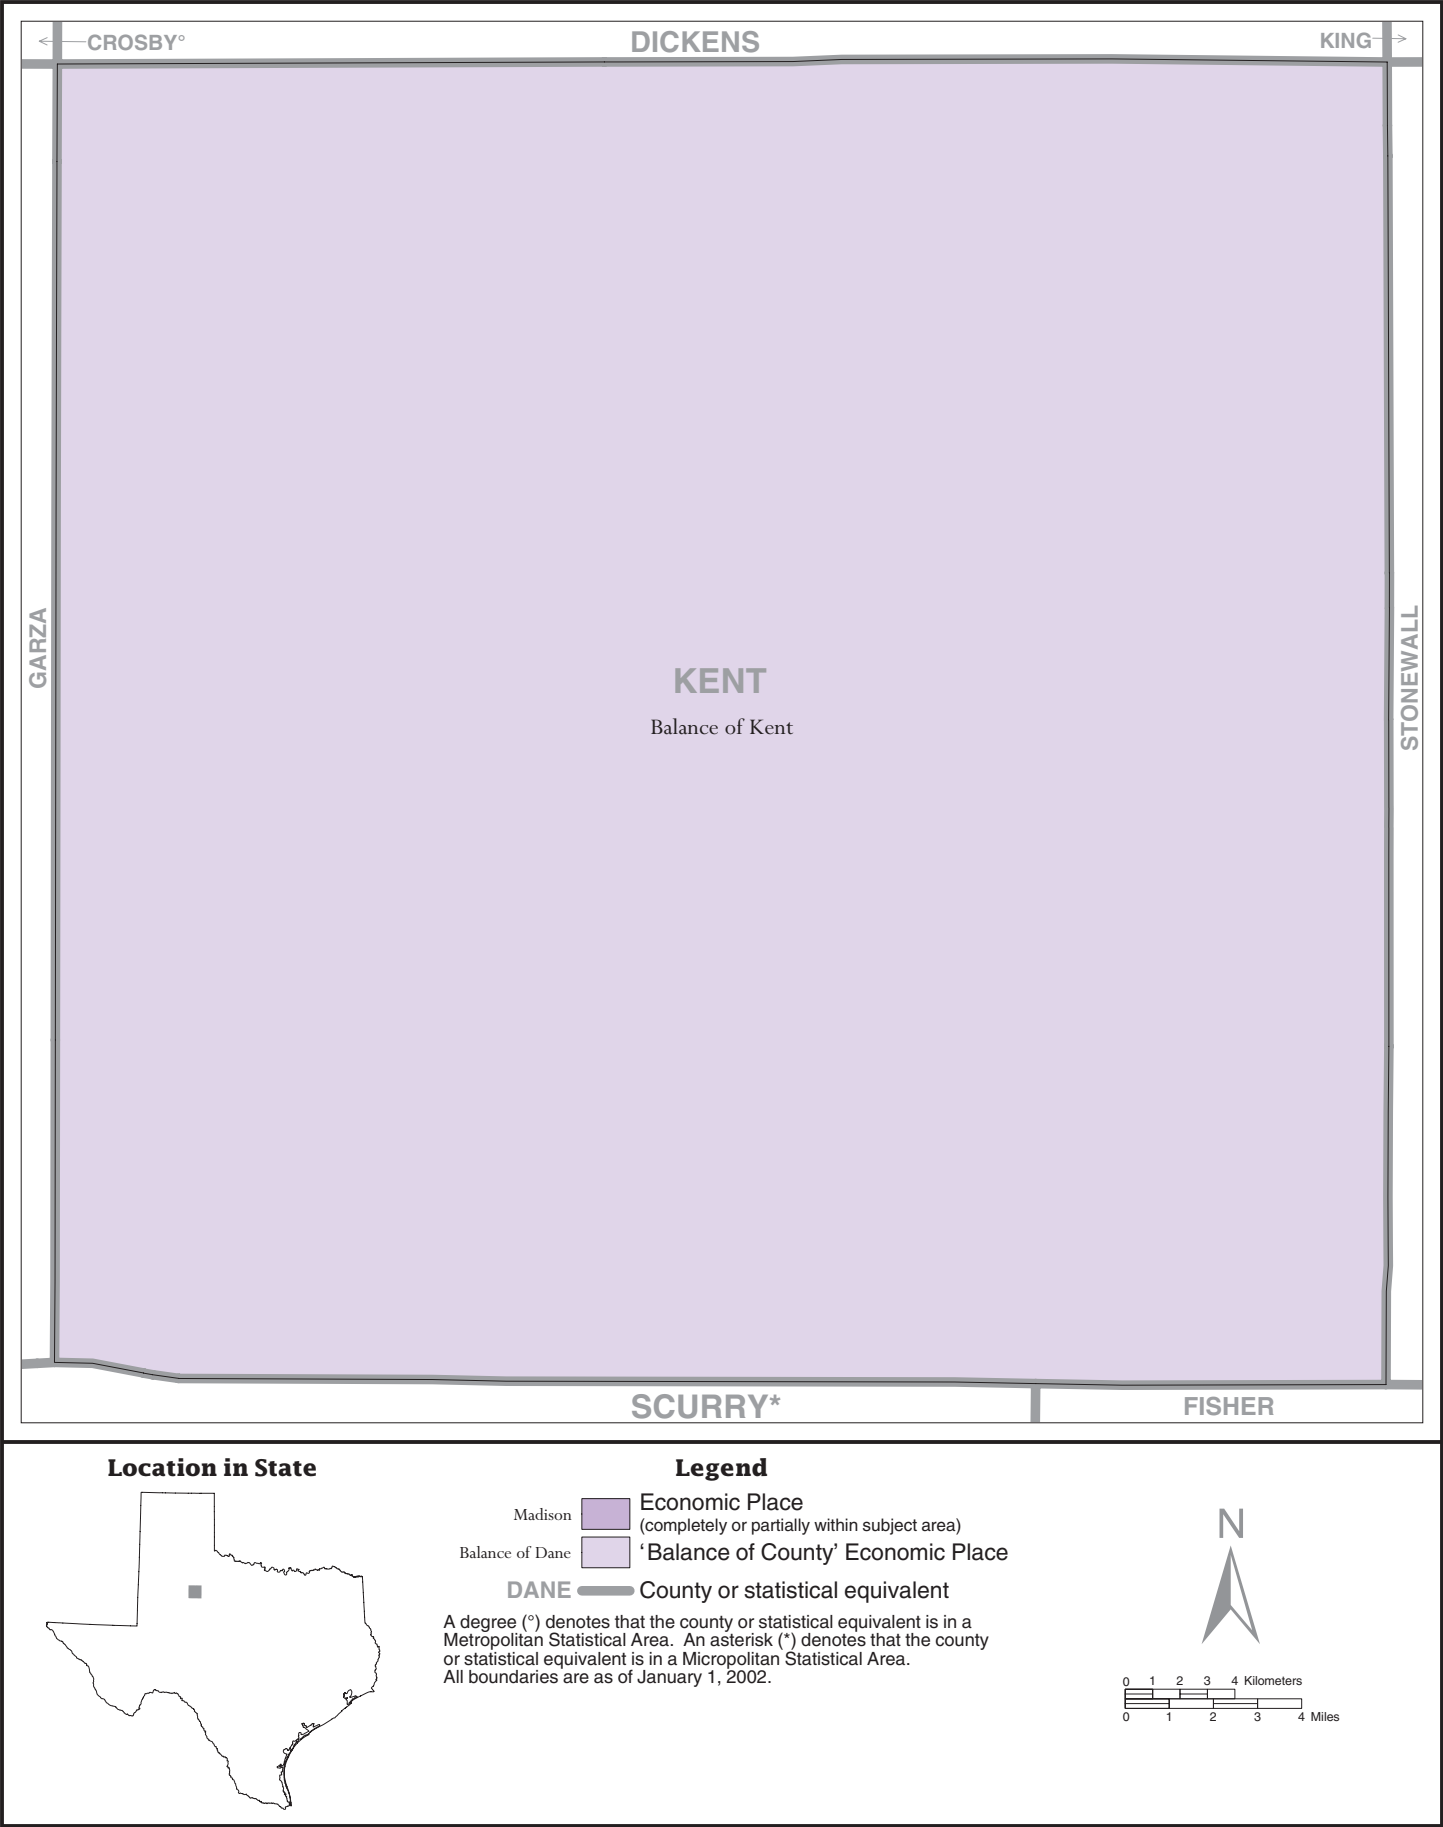 CROSBY°
DICKENS
KING
GARZA
STONEWALL
KENT
Balance of Kent
SCURRY*
FISHER
Location in State
Legend
Madison
Economic Place
(completely or partially within subject area)
Balance of Dane
‘Balance of County’ Economic Place
DANE
County or statistical equivalent
A degree (°) denotes that the county or statistical equivalent is in a
Metropolitan Statistical Area.  An asterisk (*) denotes that the county
or statistical equivalent is in a Micropolitan Statistical Area.
All boundaries are as of January 1, 2002.
N
0 1 2 3 4 Kilometers
0 1 2 3 4 Miles